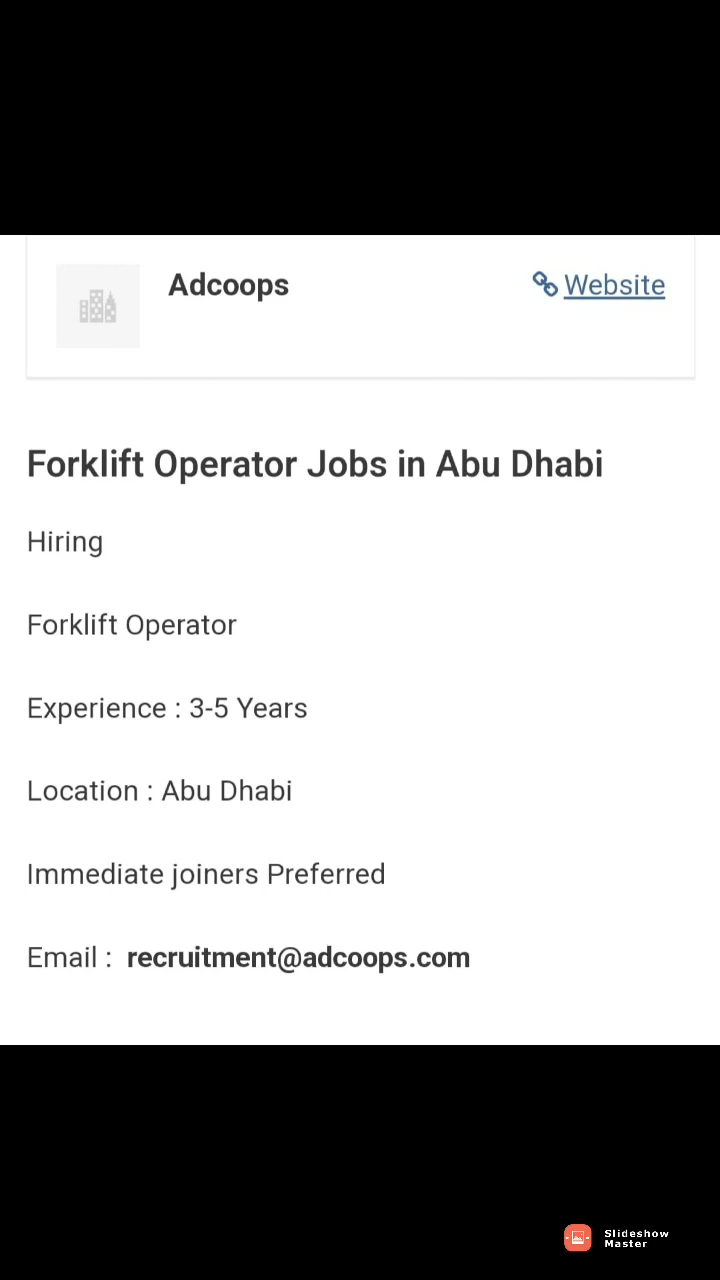 Adcoops
Website
Forklift Operator Jobs in Abu Dhabi
Hiring
Forklift Operator
Experience : 3-5 Years
Location : Abu Dhabi
Immediate joiners Preferred
Email : recruitment@adcoops.com
Slideshow
Master